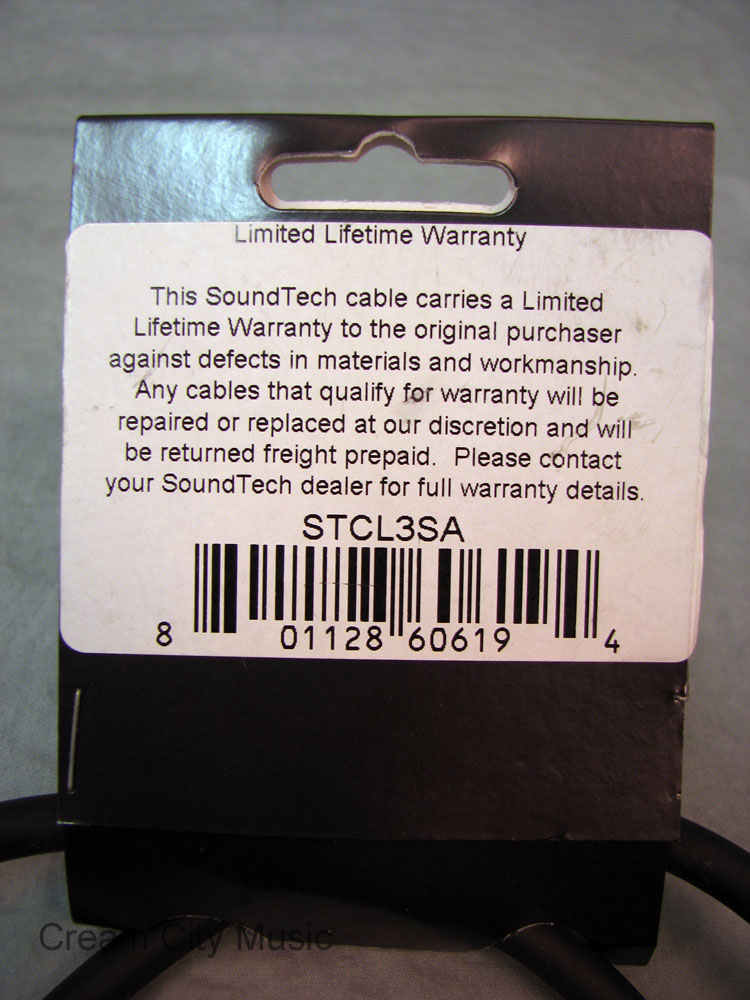 Limited Lifetime Warranty
This SoundTech cable carries a Limited
Lifetime Warranty to the original purchaser
against defects in materials and workmanship.
Any cables that qualify for warranty will be
repaired or replaced at our discretion and will
be returned freight prepaid.  Please contact
your SoundTech dealer for full warranty details.
STCL3SA
8 01128 60619 4
Cream City Music